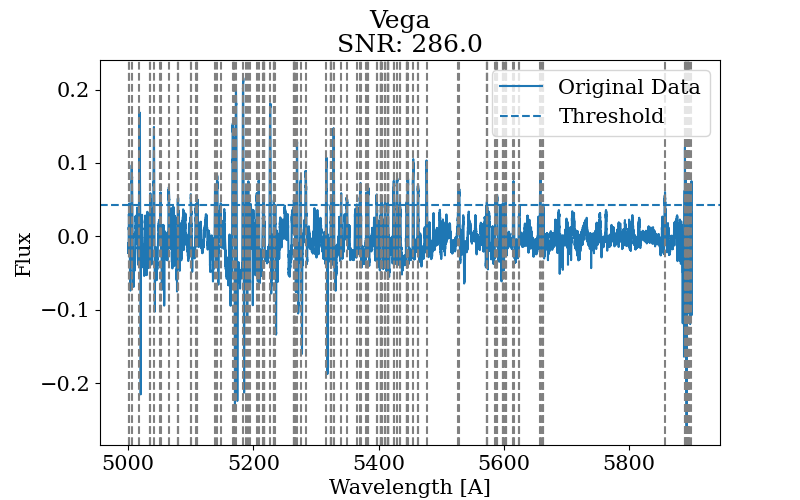 Vega
SNR: 286.0
Original Data
Threshold
0.2
0.1
0.0
−0.1
−0.2
Flux
5000 5200 5400 5600 5800
Wavelength [A]